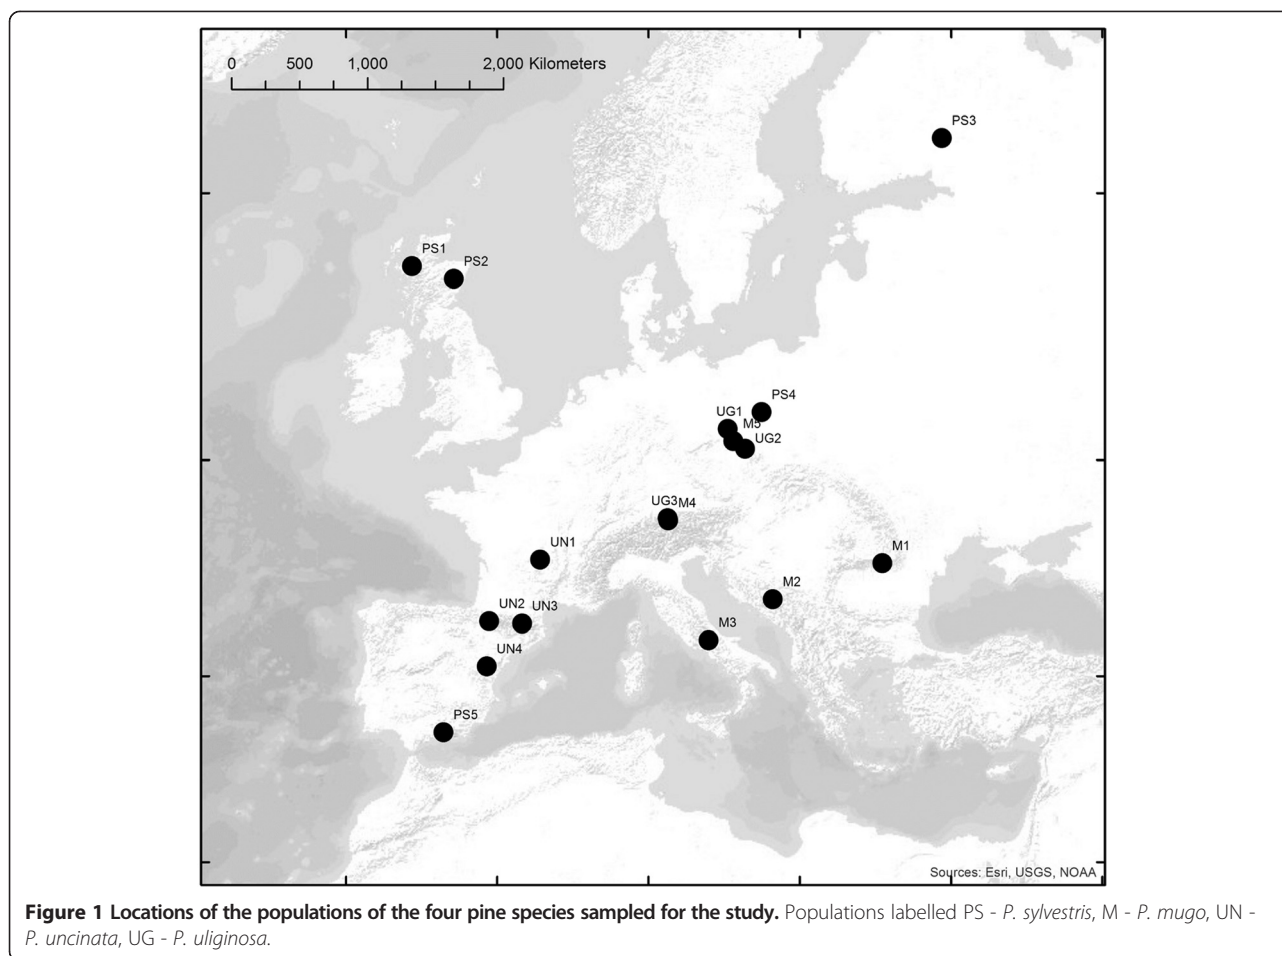 0 500 1,000 2,000 Kilometers
PS3
PS1
PS2
PS4
UG1
M5
UG2
UG3 M4
UN1
M1
M2
UN2
UN3
M3
UN4
PS5
Sources: Esri, USGS, NOAA
Figure 1 Locations of the populations of the four pine species sampled for the study. Populations labelled PS - P. sylvestris, M - P. mugo, UN -
P. uncinata, UG - P. uliginosa.